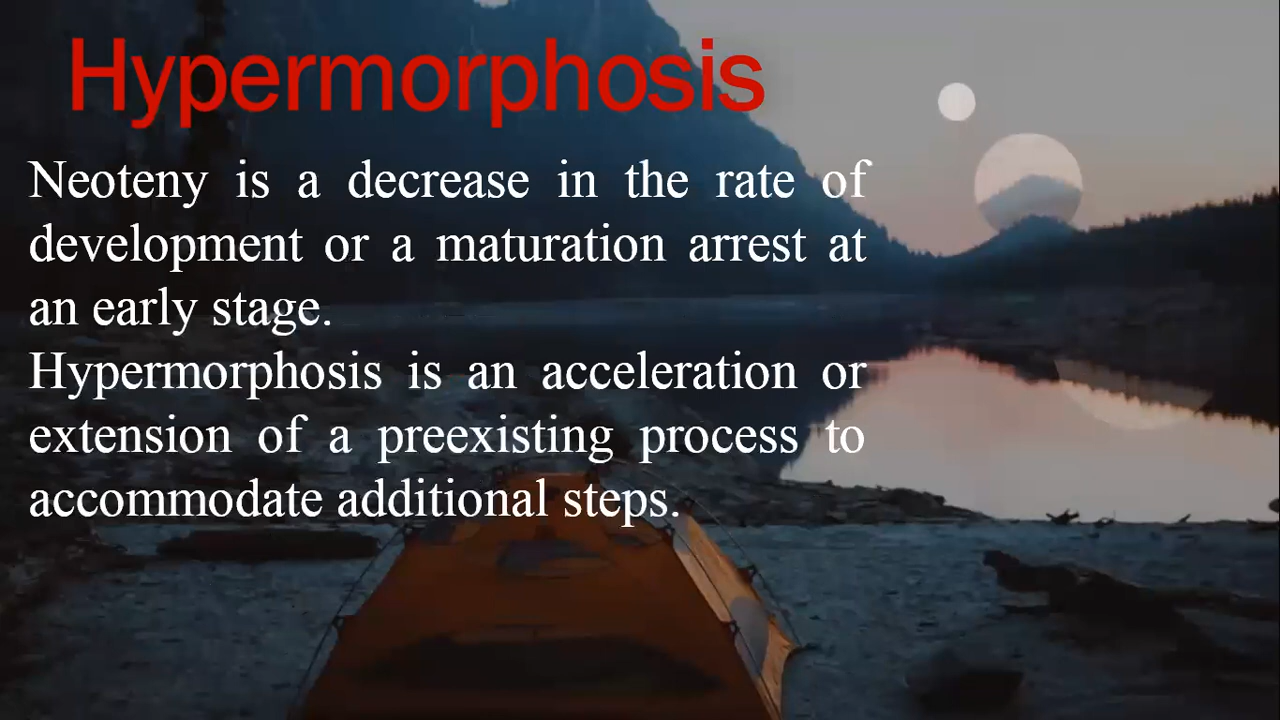 Hypermorphosis
Neoteny is a decrease in the rate of
development or a maturation arrest at
an early stage.
Hypermorphosis is an acceleration or
extension of a preexisting process to
accommodate additional steps.